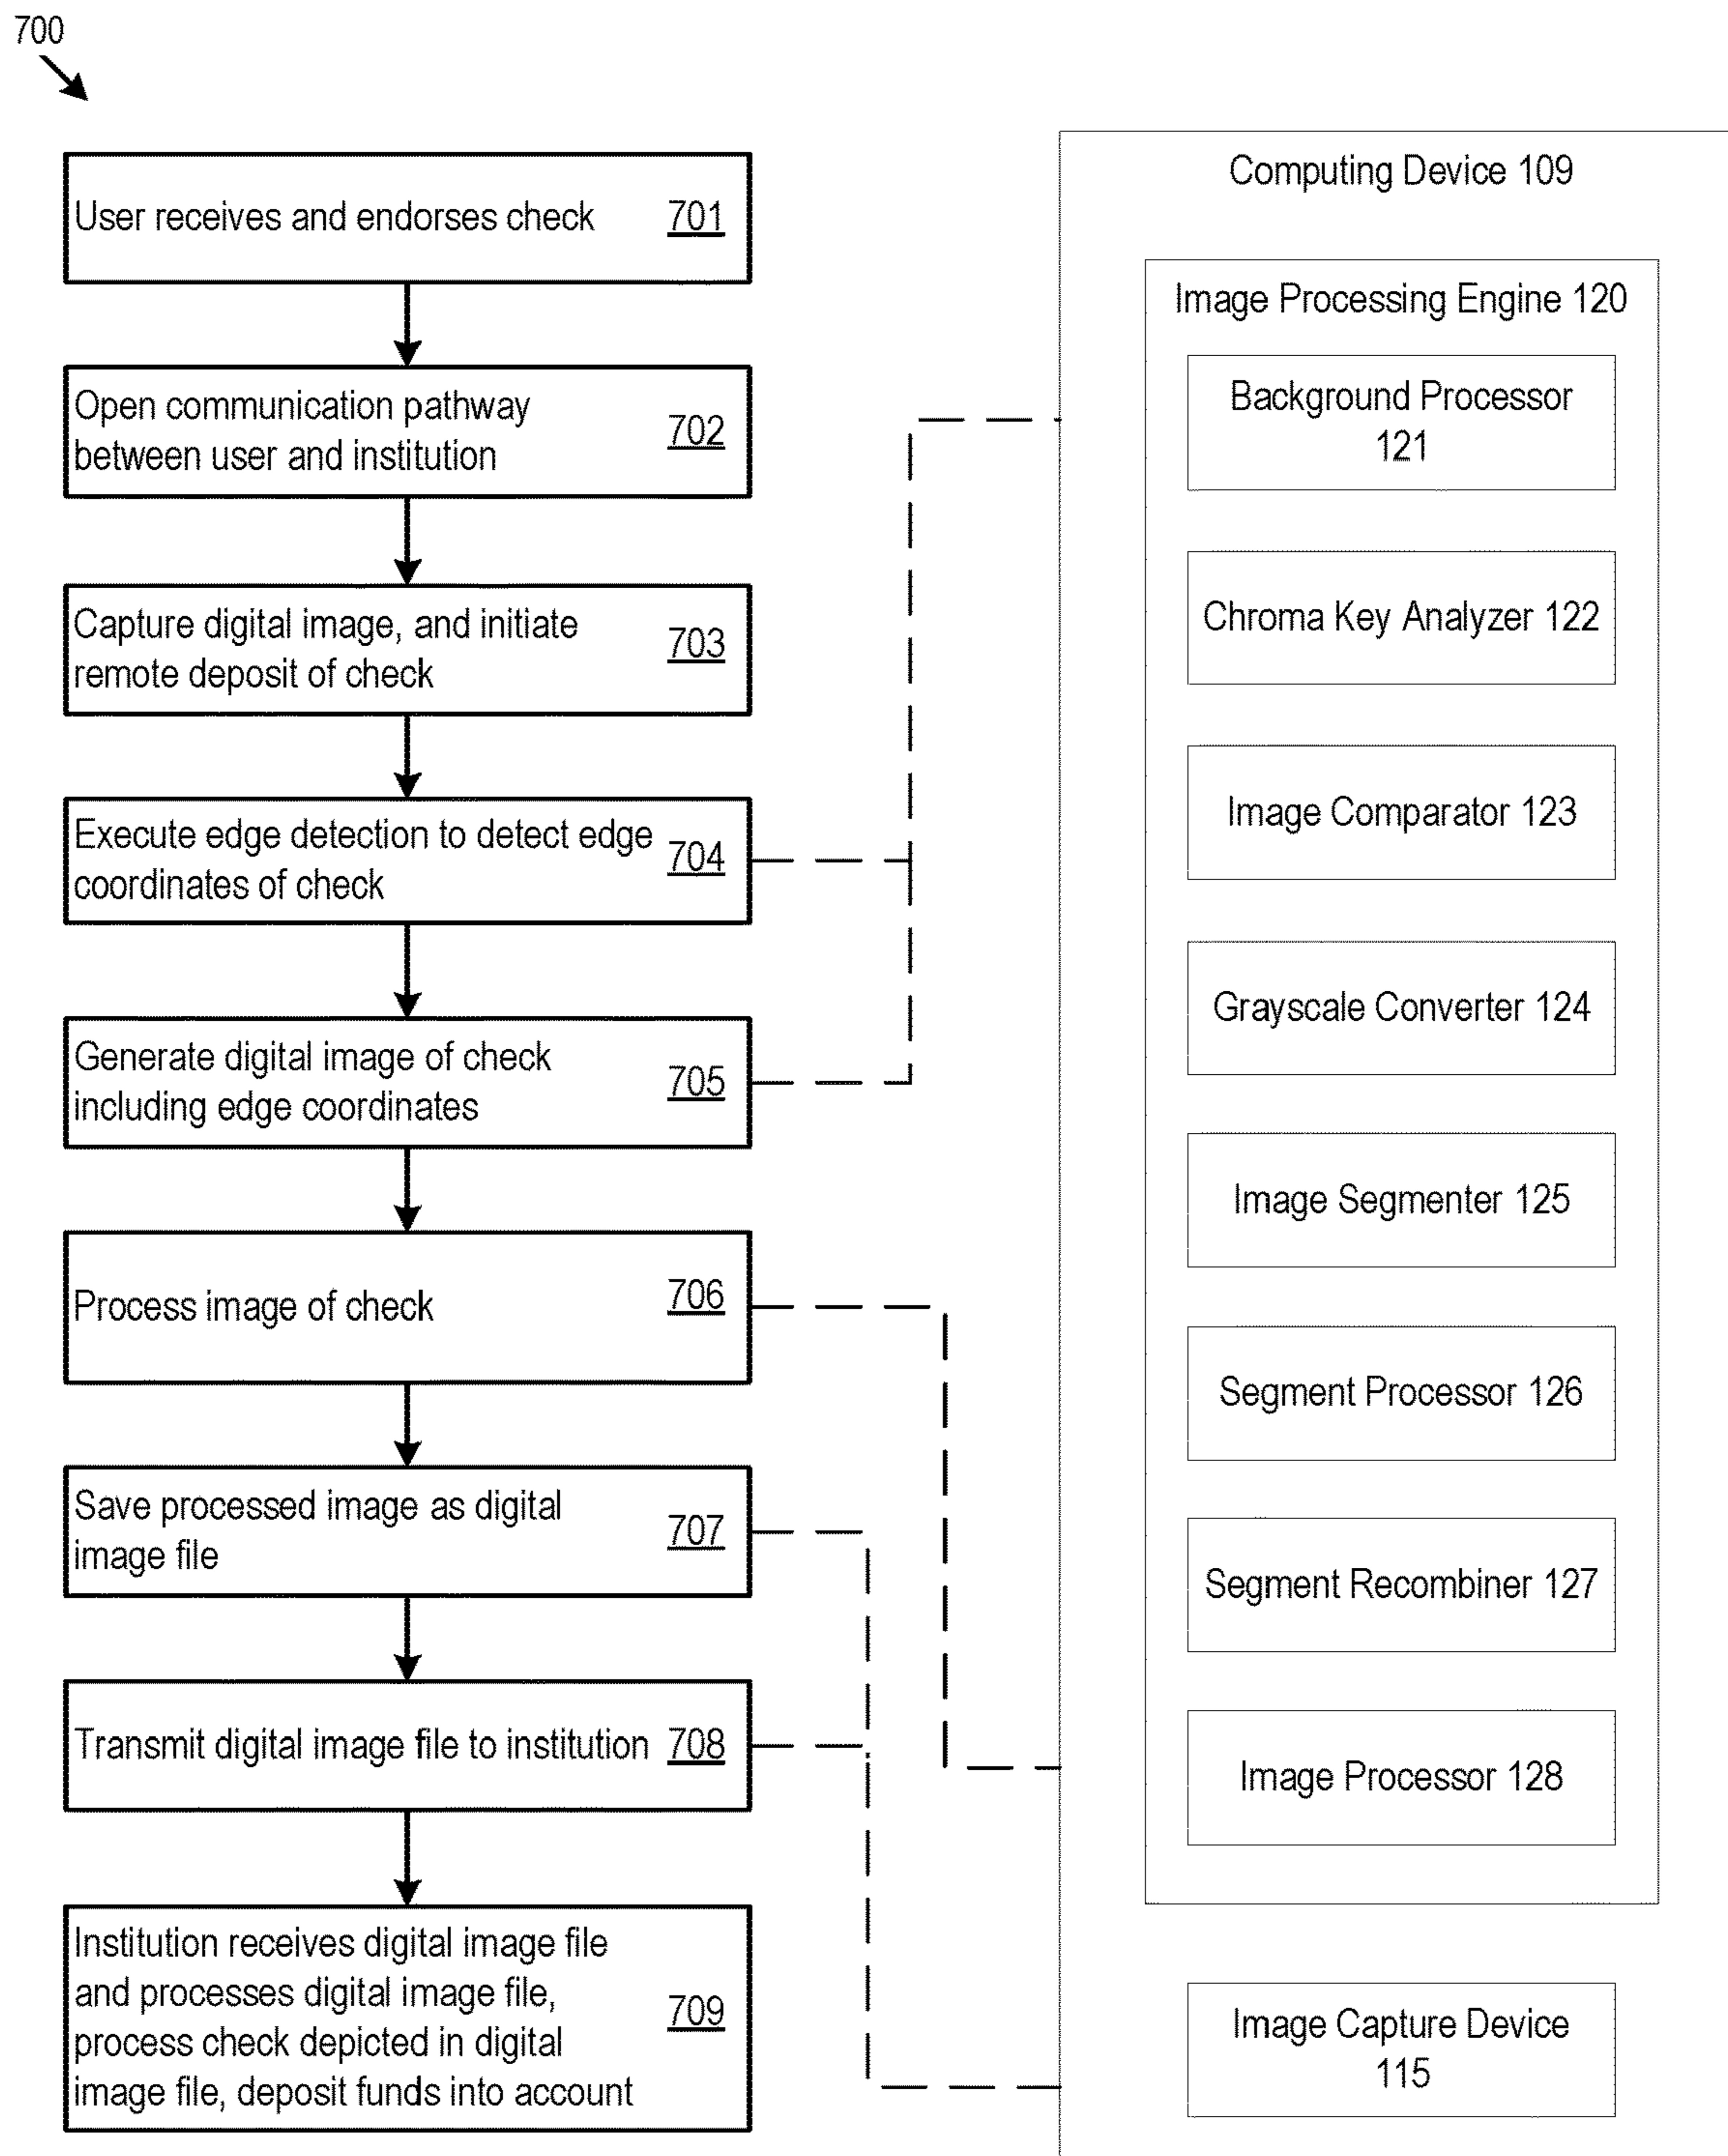 700
User receives and endorses check 701
Open communication pathway
between user and institution 702
Capture digital image, and initiate
remote deposit of check 703
Execute edge detection to detect edge
coordinates of check 704
Generate digital image of check
including edge coordinates 705
Process image of check 706
Save processed image as digital
image file 707
Transmit digital image file to institution 708
Institution receives digital image file
and processes digital image file,
process check depicted in digital
image file, deposit funds into account 709
Computing Device 109
Image Processing Engine 120
Background Processor
121
Chroma Key Analyzer 122
Image Comparator 123
Grayscale Converter 124
Image Segmenter 125
Segment Processor 126
Segment Recombiner 127
Image Processor 128
Image Capture Device
115